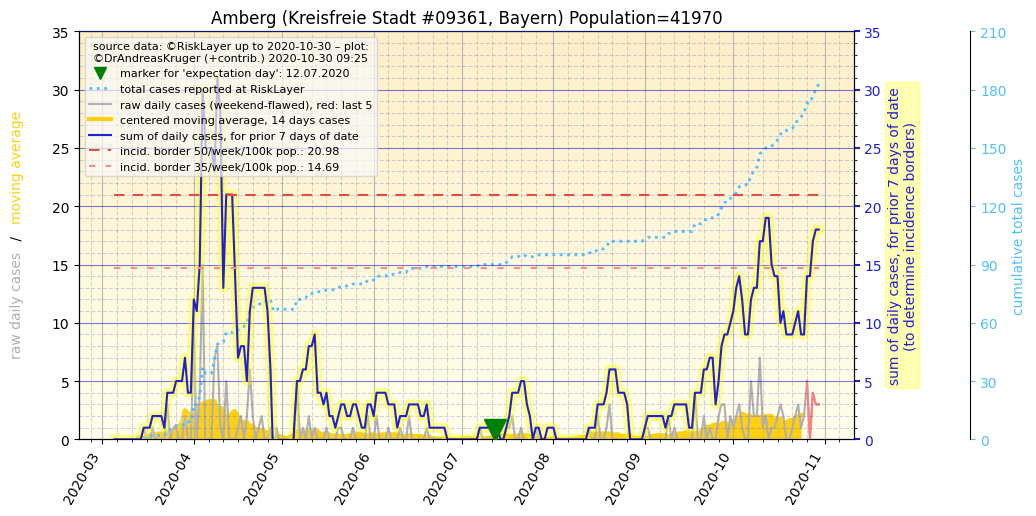 Amberg (Kreisfreie Stadt #09361, Bayern) Population=41970
source data: ©RiskLayer up to 2020-10-30 – plot:
©DrAndreasKruger (+contrib.) 2020-10-30 09:25
marker for 'expectation day': 12.07.2020
total cases reported at RiskLayer
raw daily cases (weekend-flawed), red: last 5
centered moving average, 14 days cases
sum of daily cases, for prior 7 days of date
incid. border 50/week/100k pop.: 20.98
incid. border 35/week/100k pop.: 14.69
raw daily cases / moving average
35
30
25
20
15
10
5
0
2020-03
2020-04
2020-05
2020-06
2020-07
2020-08
2020-09
2020-10
2020-11
35
30
25
20
15
10
5
0
sum of daily cases, for prior 7 days of date
(to determine incidence borders)
210
180
150
120
90
60
30
0
cumulative total cases